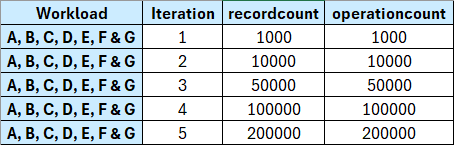 Workload Iteration recordcount operationcount
A, B, C, D, E, F & G 1 1000 1000
A, B, C, D, E, F & G 2 10000 10000
A, B, C, D, E, F & G 3 50000 50000
A, B, C, D, E, F & G 4 100000 100000
A, B, C, D, E, F & G 5 200000 200000